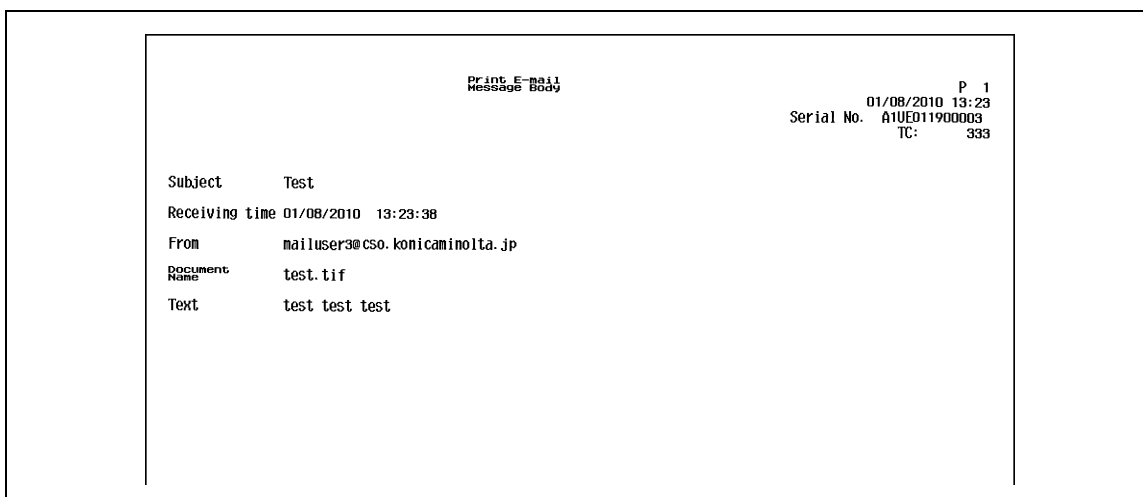 Print E-mail
Message Body
P 1
01/08/2010 13:23
Serial No. A1UE011900003
TC: 333
Subject Test
Receiving time 01/08/2010 13:23:38
From mailuser3@cso.konicaminolta.jp
Document
Name test.tif
Text test test test